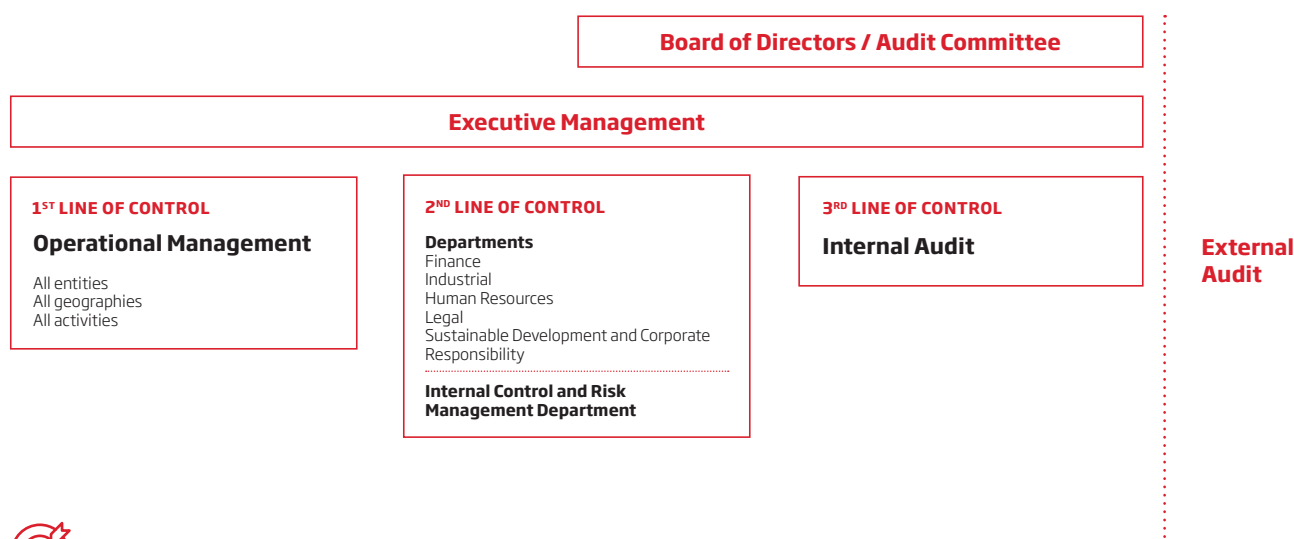 Board of Directors / Audit Committee
Executive Management
1ST LINE OF CONTROL
Operational Management
All entities
All geographies
All activities
2ND LINE OF CONTROL
Departments
Finance
Industrial
Human Resources
Legal
Sustainable Development and Corporate
Responsibility
Internal Control and Risk
Management Department
3RD LINE OF CONTROL
Internal Audit
External
Audit